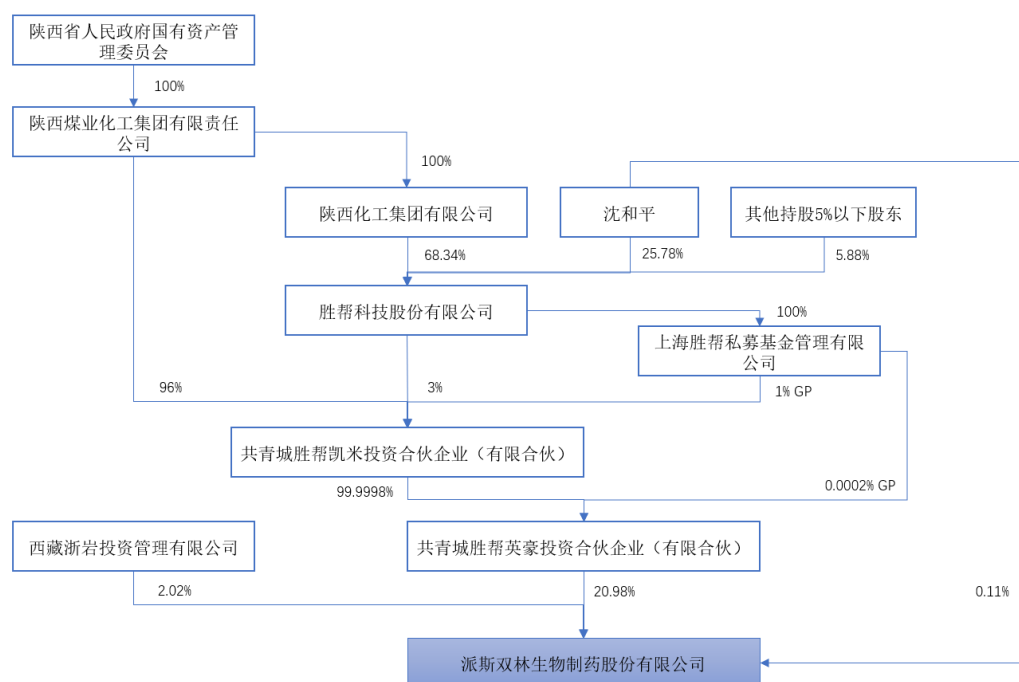 陕西省人民政府国有资产管
理委员会
100%
陕西煤业化工集团有限责任
公司
100%
陕西化工集团有限公司
沈和平
其他持股5%以下股东
68.34%
25.78%
5.88%
胜帮科技股份有限公司
100%
上海胜帮私募基金管理有限
公司
96%
3%
1% GP
共青城胜帮凯米投资合伙企业（有限合伙）
99.9998%
0.0002% GP
西藏浙岩投资管理有限公司
共青城胜帮英豪投资合伙企业（有限合伙）
2.02%
20.98%
0.11%
派斯双林生物制药股份有限公司